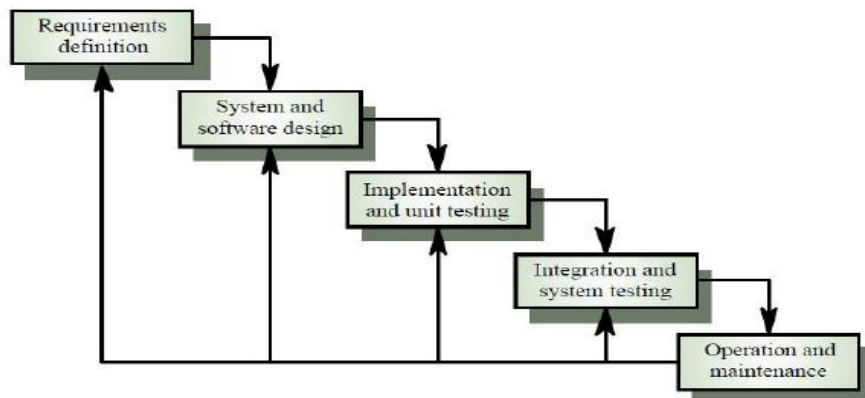 Requirements
definition
System and
software design
Implementation
and unit testing
Integration and
system testing
Operation and
maintenance